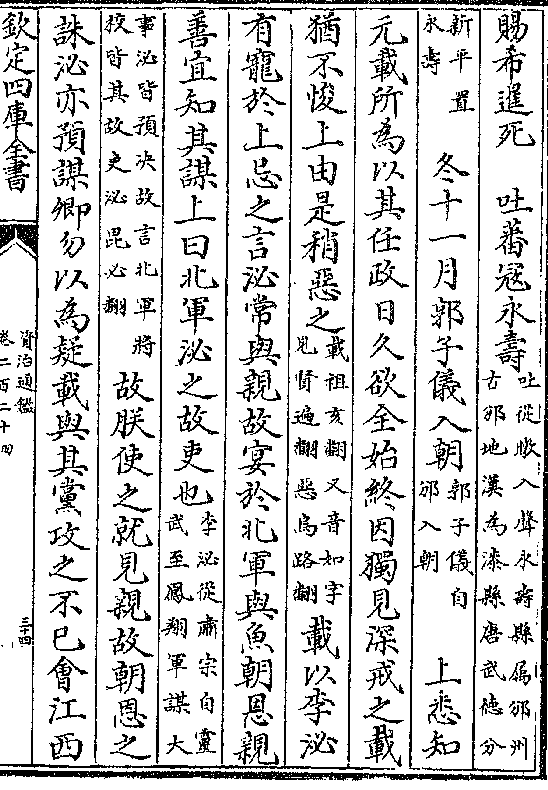 賜希暹死　吐蕃冦永壽
吐從暾入聲永壽縣屬邠州
古邠地漢為漆縣唐武德分
新平置
永壽
冬十一月郭子儀入朝
郭子儀自
邠入朝
上悉知
元載所為以其任政日久欲全始終因獨見深戒之載
猶不悛上由是稍惡之
載祖亥翻又音如字
見賢遍翻惡烏路翻
載以李泌
有寵於上忌之言泌常與親故宴於北軍與魚朝恩親
善宜知其謀上曰北軍泌之故吏也
李泌從肅宗自靈
武至鳳翔軍謀大
事泌皆預决故言北軍將
校皆其故吏泌毘必翻
故朕使之就見親故朝恩之
誅泌亦預謀卿勿以為疑載與其黨攻之不已會江西
欽定四庫全書
資治通鑑
卷二百二十四
三十四